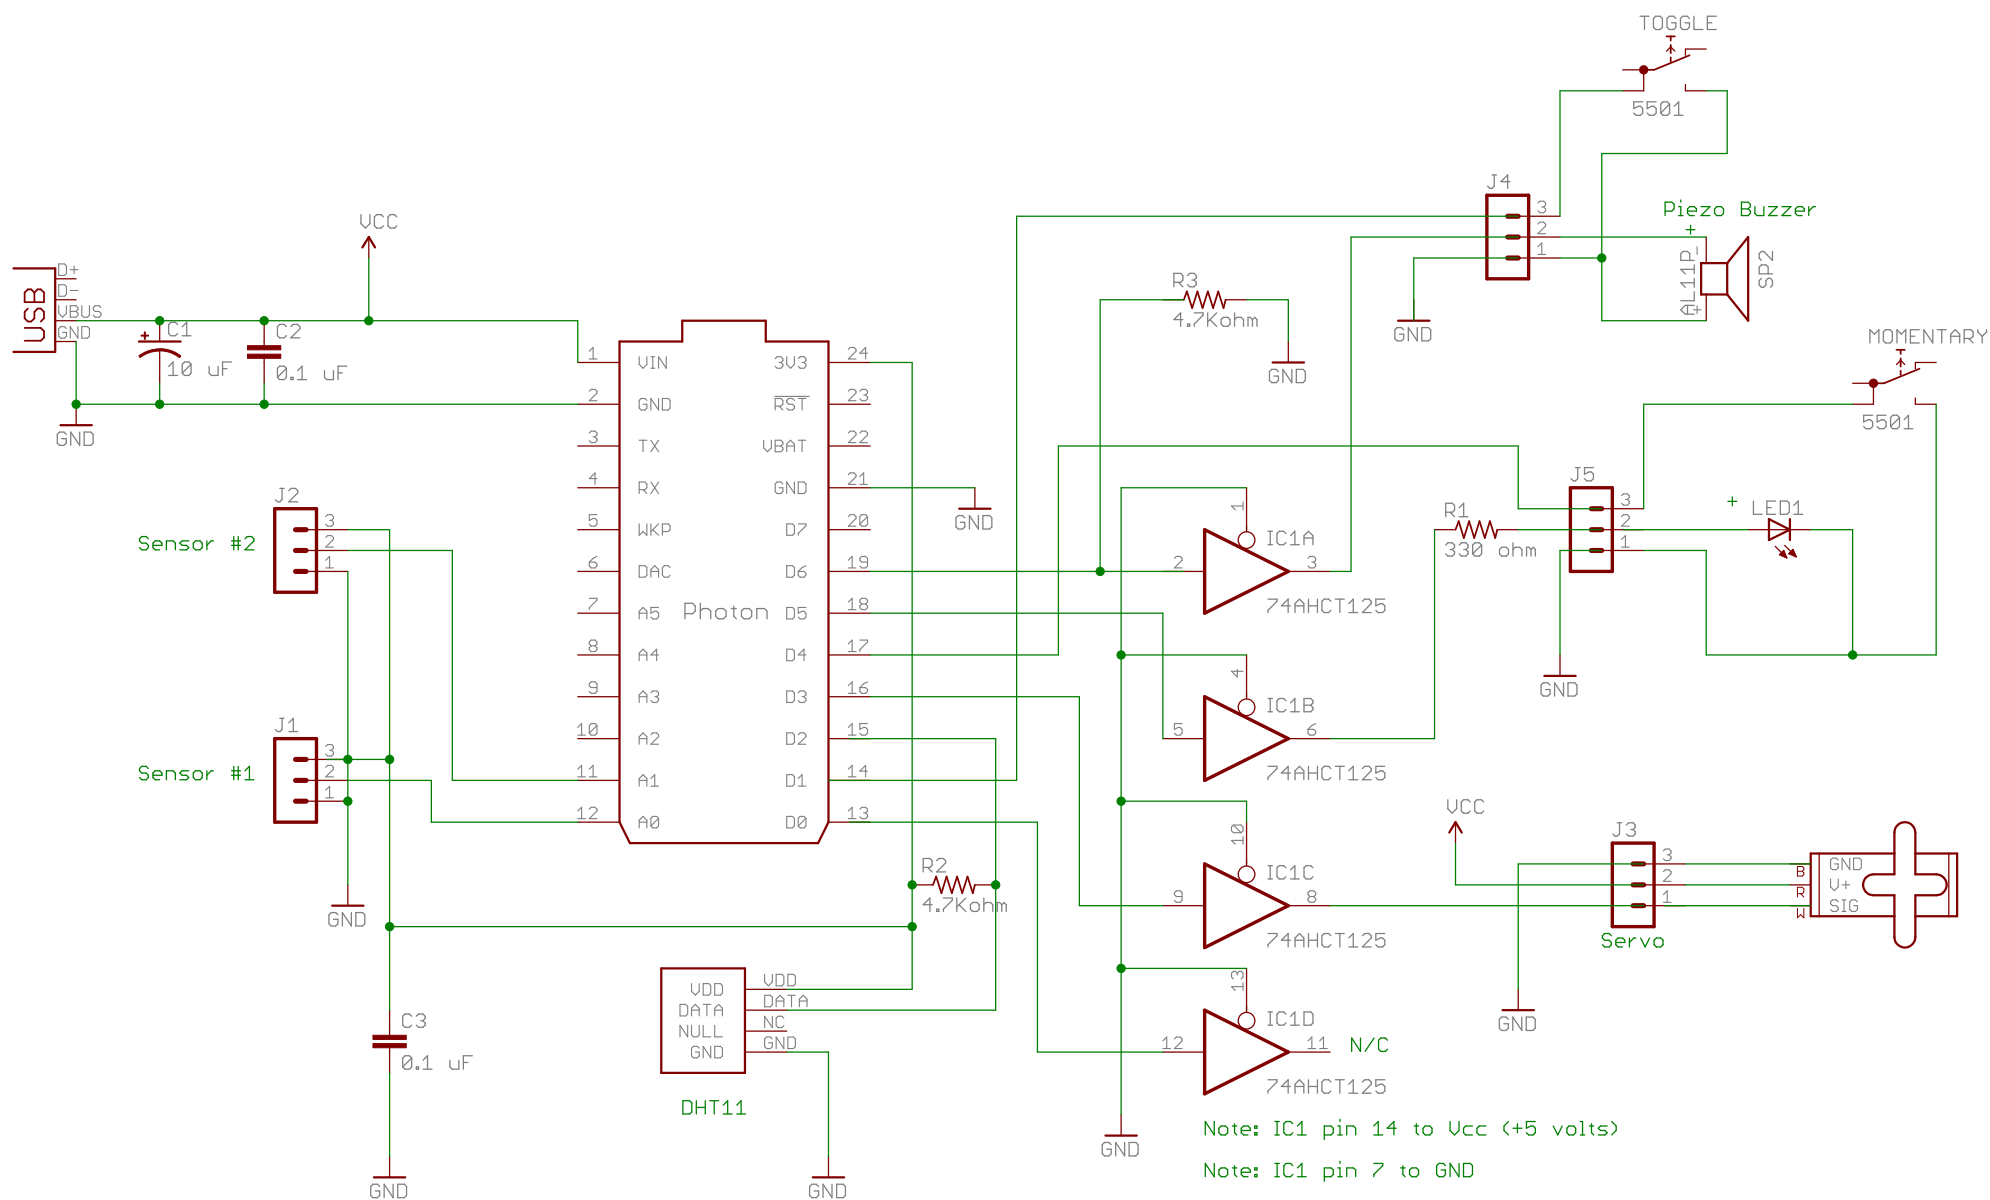 TOGGLE
5501
J4
3
2
1
Piezo Buzzer
+
AL11P
-
+
SP2
GND
VCC
USB
D+
D-
VBUS
GND
+
C1
10 uF
C2
0.1 uF
GND
R3
4.7Kohm
GND
MOMENTARY
5501
Photon
1 VIN
2 GND
3 TX
4 RX
5 WKP
6 DAC
7 A5
8 A4
9 A3
10 A2
11 A1
12 A0
3V3 24
RST 23
VBAT 22
GND 21
D7 20
D6 19
D5 18
D4 17
D3 16
D2 15
D1 14
D0 13
GND
J2
Sensor #2
3
2
1
J1
Sensor #1
3
2
1
GND
1
IC1A
2
3
74AHCT125
4
IC1B
5
6
74AHCT125
10
IC1C
9
8
74AHCT125
13
IC1D
12
11
N/C
74AHCT125
GND
R1
330 ohm
J5
3
2
1
+
LED1
GND
VCC
J3
3
2
1
Servo
B GND
R V+
W SIG
GND
R2
4.7Kohm
C3
0.1 uF
GND
VDD VDD
DATA DATA
NULL NC
GND GND
DHT11
GND
Note: IC1 pin 14 to Vcc (+5 volts)
Note: IC1 pin 7 to GND